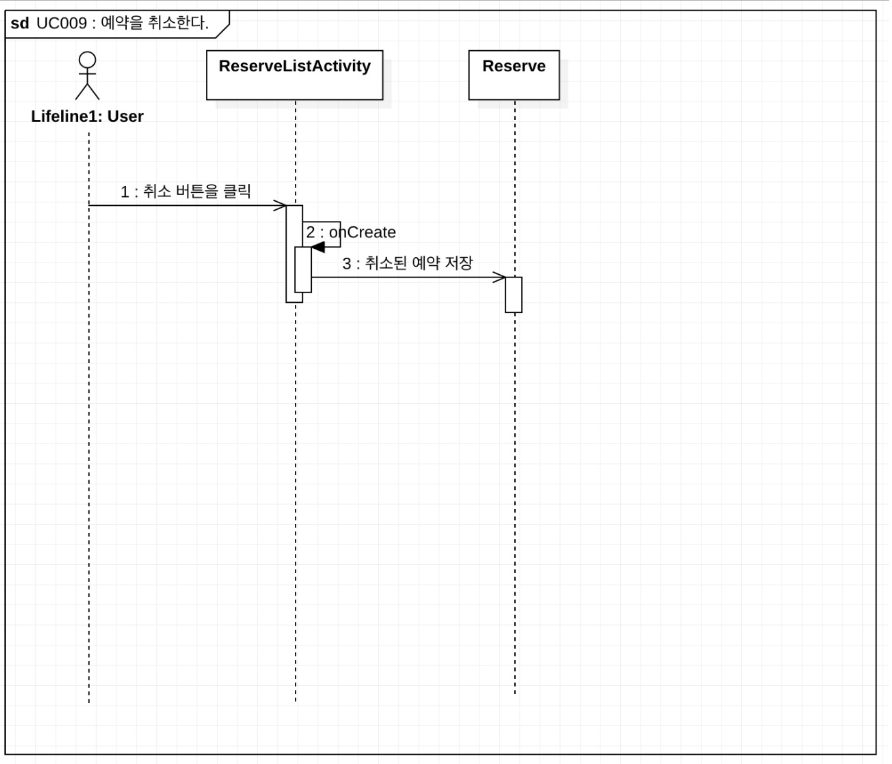 sd UC009 : 예약을 취소한다.
ReserveListActivity
Reserve
Lifeline1: User
1 : 취소 버튼을 클릭
2 : onCreate
3 : 취소된 예약 저장